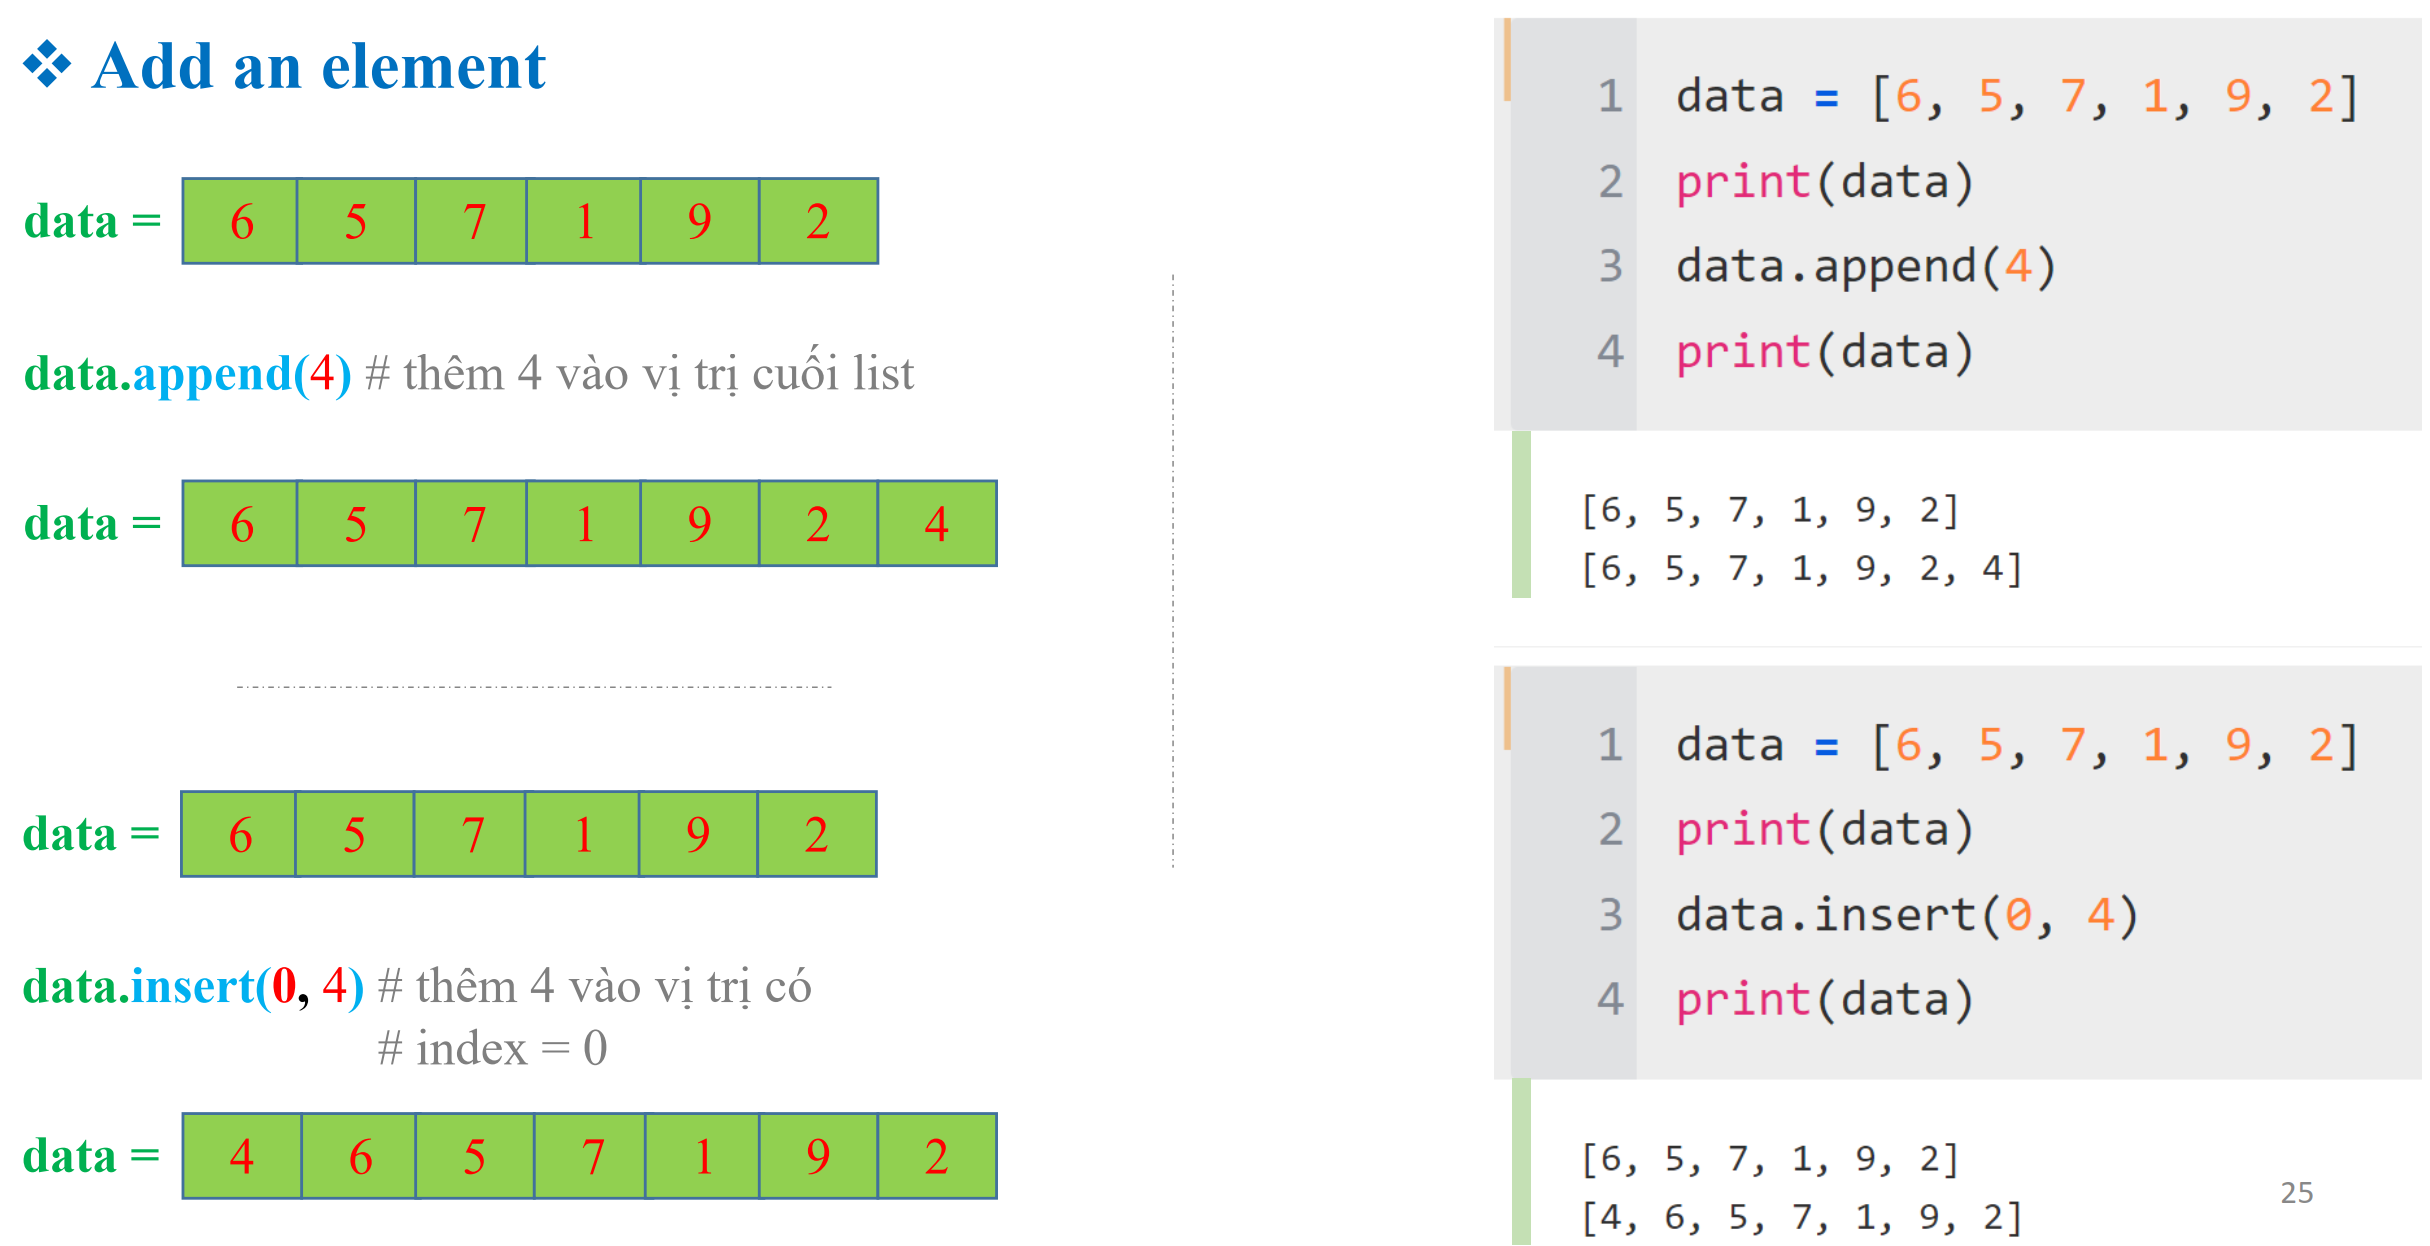 ❖ Add an element
data = 6 5 7 1 9 2
data.append(4) # thêm 4 vào vị trị cuối list
data = 6 5 7 1 9 2 4
data = 6 5 7 1 9 2
data.insert(0, 4) # thêm 4 vào vị trị có
# index = 0
data = 4 6 5 7 1 9 2
1 data = [6, 5, 7, 1, 9, 2]
2 print(data)
3 data.append(4)
4 print(data)
[6, 5, 7, 1, 9, 2]
[6, 5, 7, 1, 9, 2, 4]
1 data = [6, 5, 7, 1, 9, 2]
2 print(data)
3 data.insert(0, 4)
4 print(data)
[6, 5, 7, 1, 9, 2]
[4, 6, 5, 7, 1, 9, 2]
25